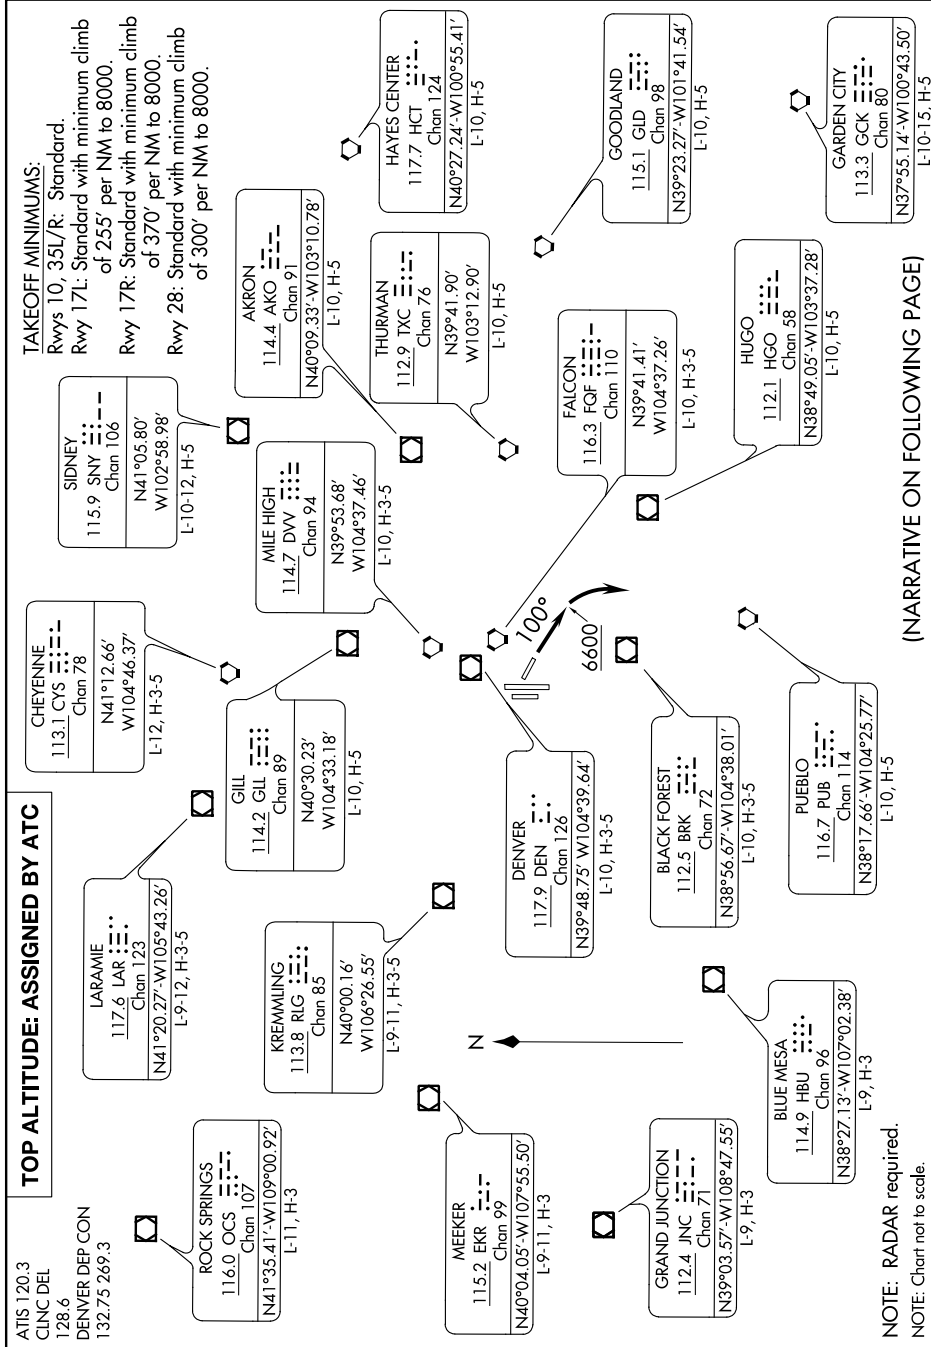 TOP ALTITUDE: ASSIGNED BY ATC
ATIS 120.3
CLNC DEL
128.6
DENVER DEP CON
132.75 269.3
TAKEOFF MINIMUMS:
Rwys 10, 35L/R: Standard.
Rwy 17L: Standard with minimum climb
of 255' per NM to 8000.
Rwy 17R: Standard with minimum climb
of 370' per NM to 8000.
Rwy 28: Standard with minimum climb
of 300' per NM to 8000.
ROCK SPRINGS
116.0 OCS
Chan 107
N41°35.41'-W109°00.92'
L-11, H-3
LARAMIE
117.6 LAR
Chan 123
N41°20.27'-W105°43.26'
L-9-12, H-3-5
CHEYENNE
113.1 CYS
Chan 78
N41°12.66'
W104°46.37'
L-12, H-3-5
SIDNEY
115.9 SNY
Chan 106
N41°05.80'
W102°58.98'
L-10-12, H-5
GILL
114.2 GLL
Chan 89
N40°30.23'
W104°33.18'
L-10, H-5
MILE HIGH
114.7 DVV
Chan 94
N39°53.68'
W104°37.46'
L-10, H-3-5
AKRON
114.4 AKO
Chan 91
N40°09.33'-W103°10.78'
L-10, H-5
HAYES CENTER
117.7 HCT
Chan 124
N40°27.24'-W100°55.41'
L-10, H-5
KREMMLING
113.8 RLG
Chan 85
N40°00.16'
W106°26.55'
L-9-11, H-3-5
THURMAN
112.9 TXC
Chan 76
N39°41.90'
W103°12.90'
L-10, H-5
MEEKER
115.2 EKR
Chan 99
N40°04.05'-W107°55.50'
L-9-11, H-3
N
DENVER
117.9 DEN
Chan 126
N39°48.75' W104°39.64'
L-10, H-3-5
100°
6600
FALCON
116.3 FQF
Chan 110
N39°41.41'
W104°37.26'
L-10, H-3-5
GOODLAND
115.1 GLD
Chan 98
N39°23.27'-W101°41.54'
L-10, H-5
GRAND JUNCTION
112.4 JNC
Chan 71
N39°03.57'-W108°47.55'
L-9, H-3
BLACK FOREST
112.5 BRK
Chan 72
N38°56.67'-W104°38.01'
L-10, H-3-5
HUGO
112.1 HGO
Chan 58
N38°49.05'-W103°37.28'
L-10, H-5
BLUE MESA
114.9 HBU
Chan 96
N38°27.13'-W107°02.38'
L-9, H-3
PUEBLO
116.7 PUB
Chan 114
N38°17.66'-W104°25.77'
L-10, H-5
GARDEN CITY
113.3 GCK
Chan 80
N37°55.14'-W100°43.50'
L-10-15, H-5
NOTE: RADAR required.
NOTE: Chart not to scale.
(NARRATIVE ON FOLLOWING PAGE)